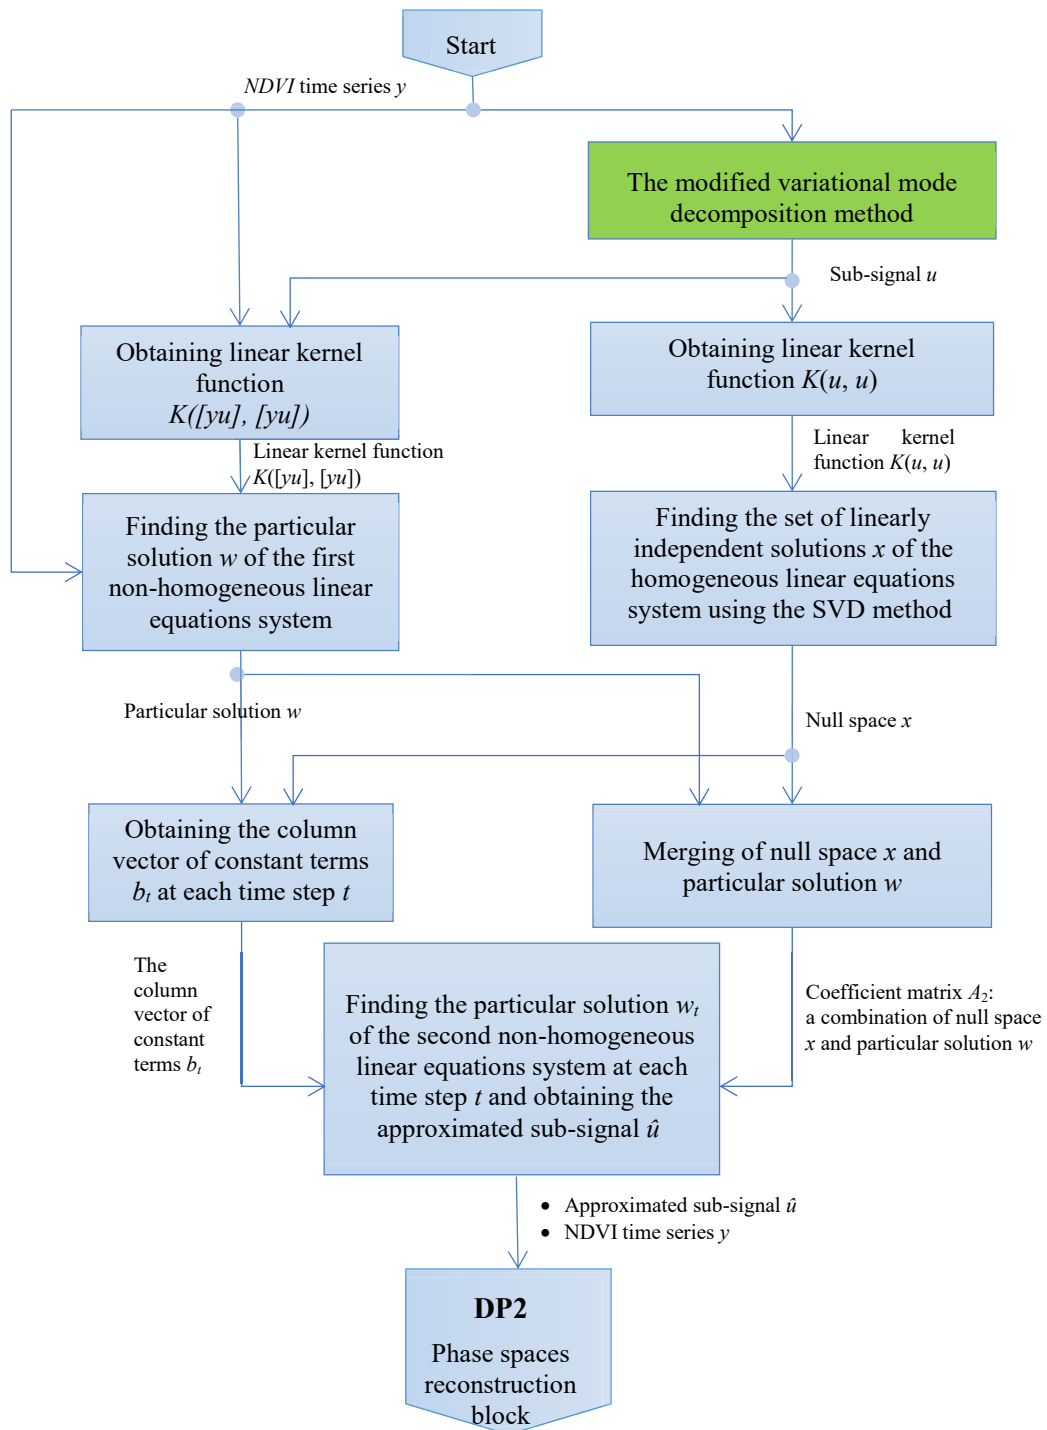 Start
NDVI time series y
The modified variational mode
decomposition method
Sub-signal u
Obtaining linear kernel
function
K([yu], [yu])
Obtaining linear kernel
function K(u, u)
Linear kernel function
K([yu], [yu])
Linear kernel
function K(u, u)
Finding the particular
solution w of the first
non-homogeneous linear
equations system
Finding the set of linearly
independent solutions x of the
homogeneous linear equations
system using the SVD method
Particular solution w
Null space x
Obtaining the column
vector of constant terms
bₜ at each time step t
Merging of null space x and
particular solution w
The
column
vector of
constant
terms bₜ
Finding the particular solution wₜ
of the second non-homogeneous
linear equations system at each
time step t and obtaining the
approximated sub-signal û
Coefficient matrix A₂:
a combination of null space
x and particular solution w
• Approximated sub-signal û
• NDVI time series y
DP2
Phase spaces
reconstruction
block